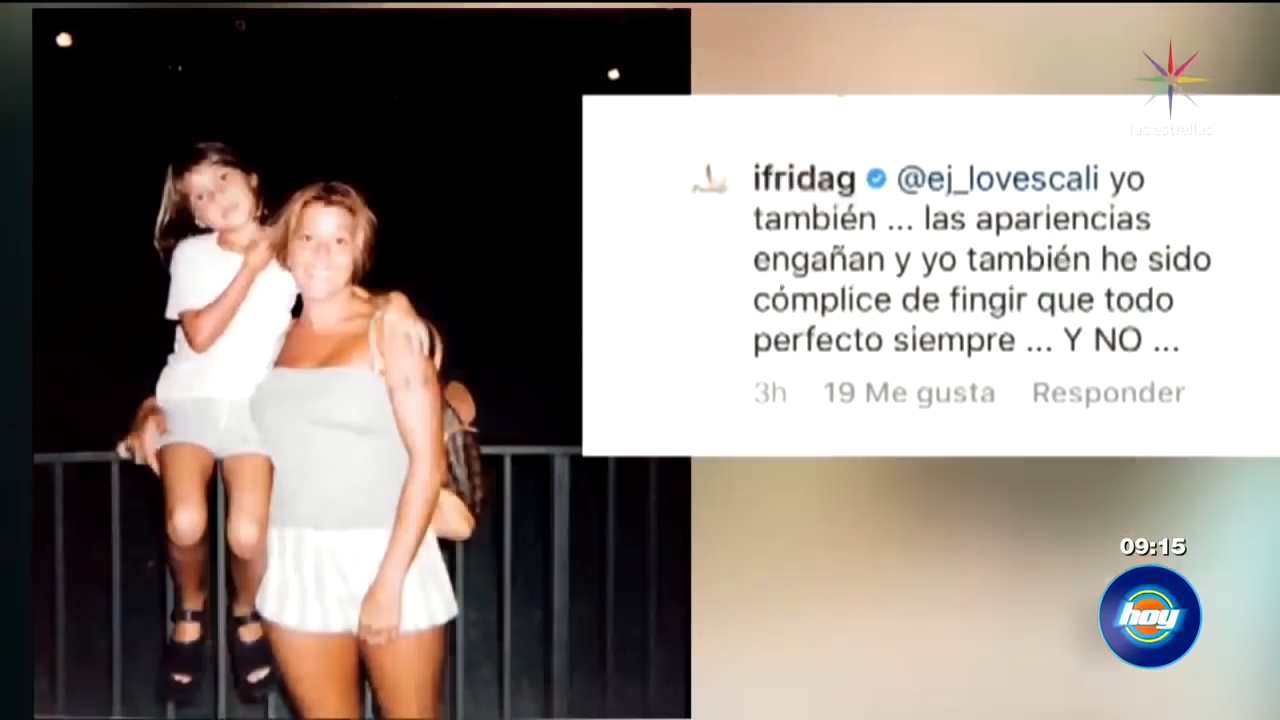 las estrellas
ifridag @ej_lovescali yo
también ... las apariencias
engañan y yo también he sido
cómplice de fingir que todo
perfecto siempre ... Y NO ...
3h 19 Me gusta Responder
09:15
hoy